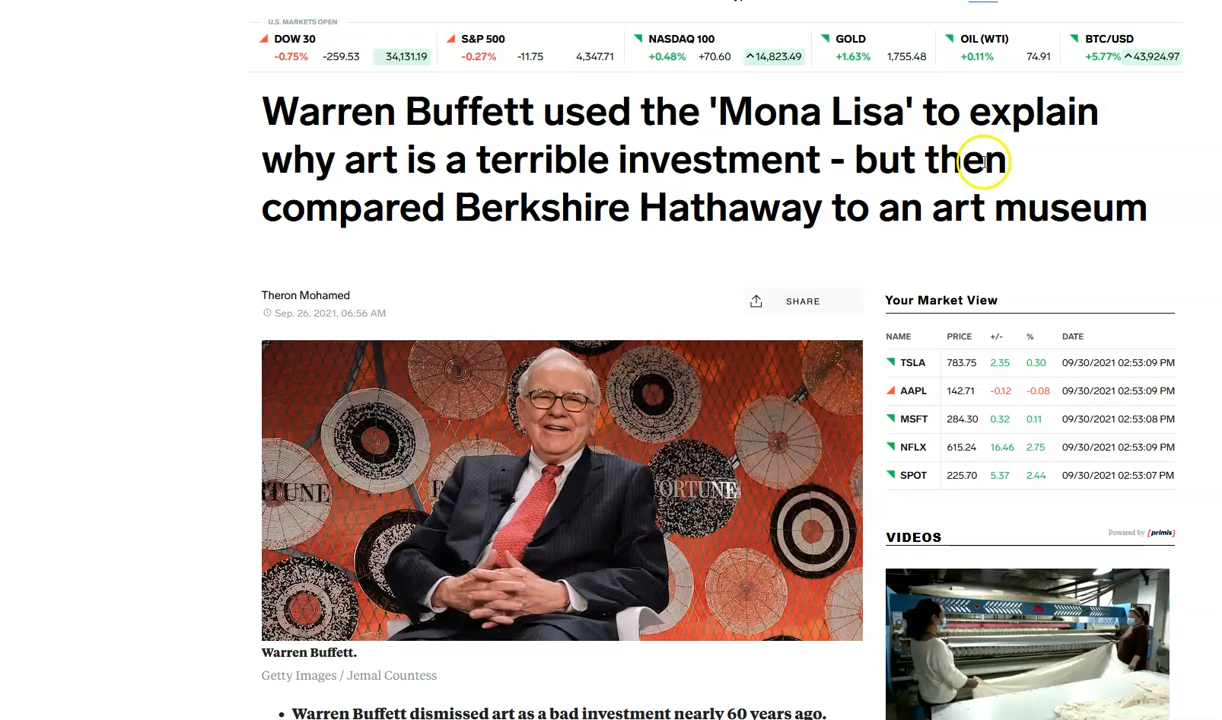 U.S. MARKETS OPEN
DOW 30
-0.75% -259.53 34,131.19
S&P 500
-0.27% -11.75 4,347.71
NASDAQ 100
+0.48% +70.60 14,823.49
GOLD
+1.63% 1,755.48
OIL (WTI)
+0.11% 74.91
BTC/USD
+5.77% 43,924.97
Warren Buffett used the 'Mona Lisa' to explain
why art is a terrible investment - but then
compared Berkshire Hathaway to an art museum
Theron Mohamed
Sep. 26, 2021, 06:56 AM
SHARE
FORTUNE
Warren Buffett.
Getty Images / Jemal Countess
• Warren Buffett dismissed art as a bad investment nearly 60 years ago.
Your Market View
NAME PRICE +/- % DATE
TSLA 783.75 2.35 0.30 09/30/2021 02:53:09 PM
AAPL 142.71 -0.12 -0.08 09/30/2021 02:53:09 PM
MSFT 284.30 0.32 0.11 09/30/2021 02:53:08 PM
NFLX 615.24 16.46 2.75 09/30/2021 02:53:09 PM
SPOT 225.70 5.37 2.44 09/30/2021 02:53:07 PM
VIDEOS
Powered by [primis]